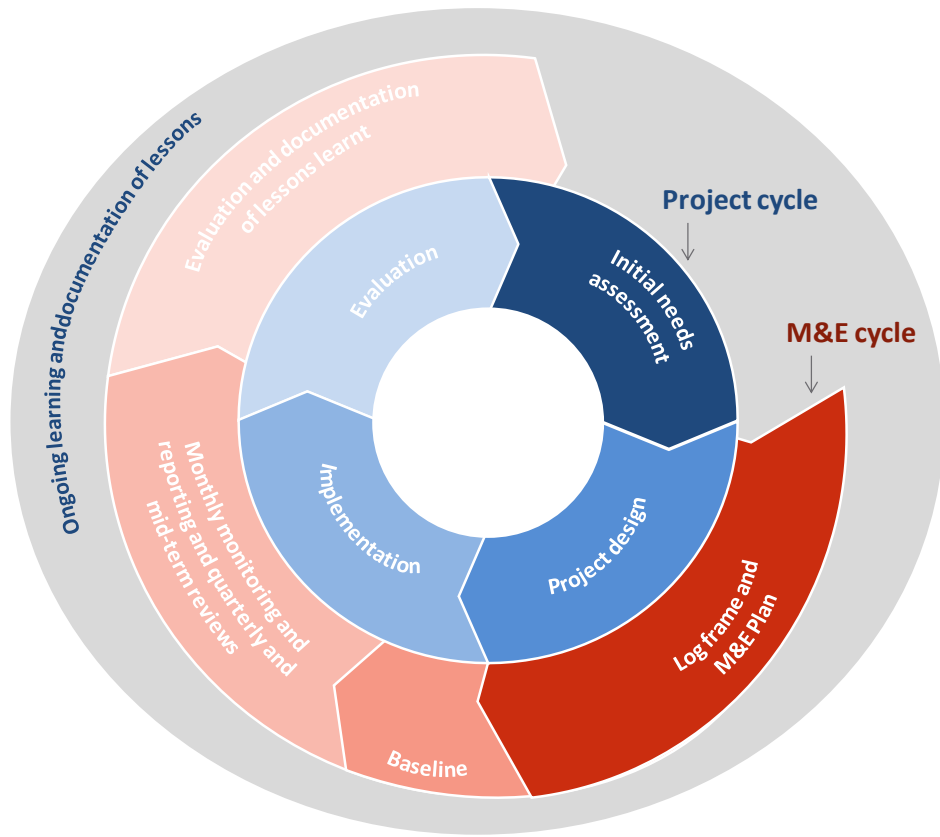 Project cycle
M&E cycle
Ongoing learning anddocumentation of lessons
Evaluation and documentation
of lessons learnt
Evaluation
Initial needs
assessment
Project design
Implementation
Monthly monitoring and
reporting and quarterly and
mid-term reviews
Baseline
Log frame and
M&E Plan